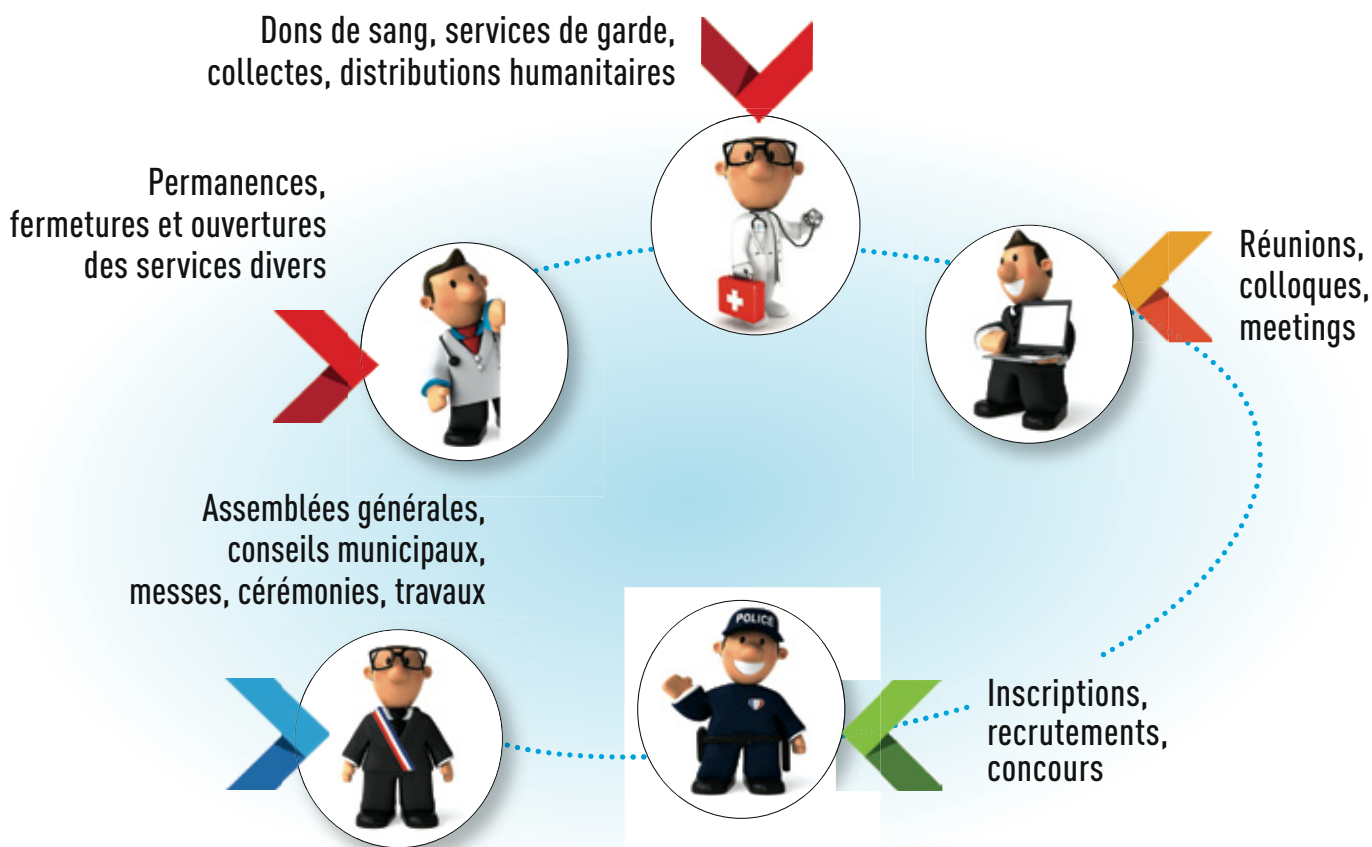 Dons de sang, services de garde,
collectes, distributions humanitaires
Permanences,
fermetures et ouvertures
des services divers
Réunions,
colloques,
meetings
Assemblées générales,
conseils municipaux,
messes, cérémonies, travaux
POLICE
Inscriptions,
recrutements,
concours